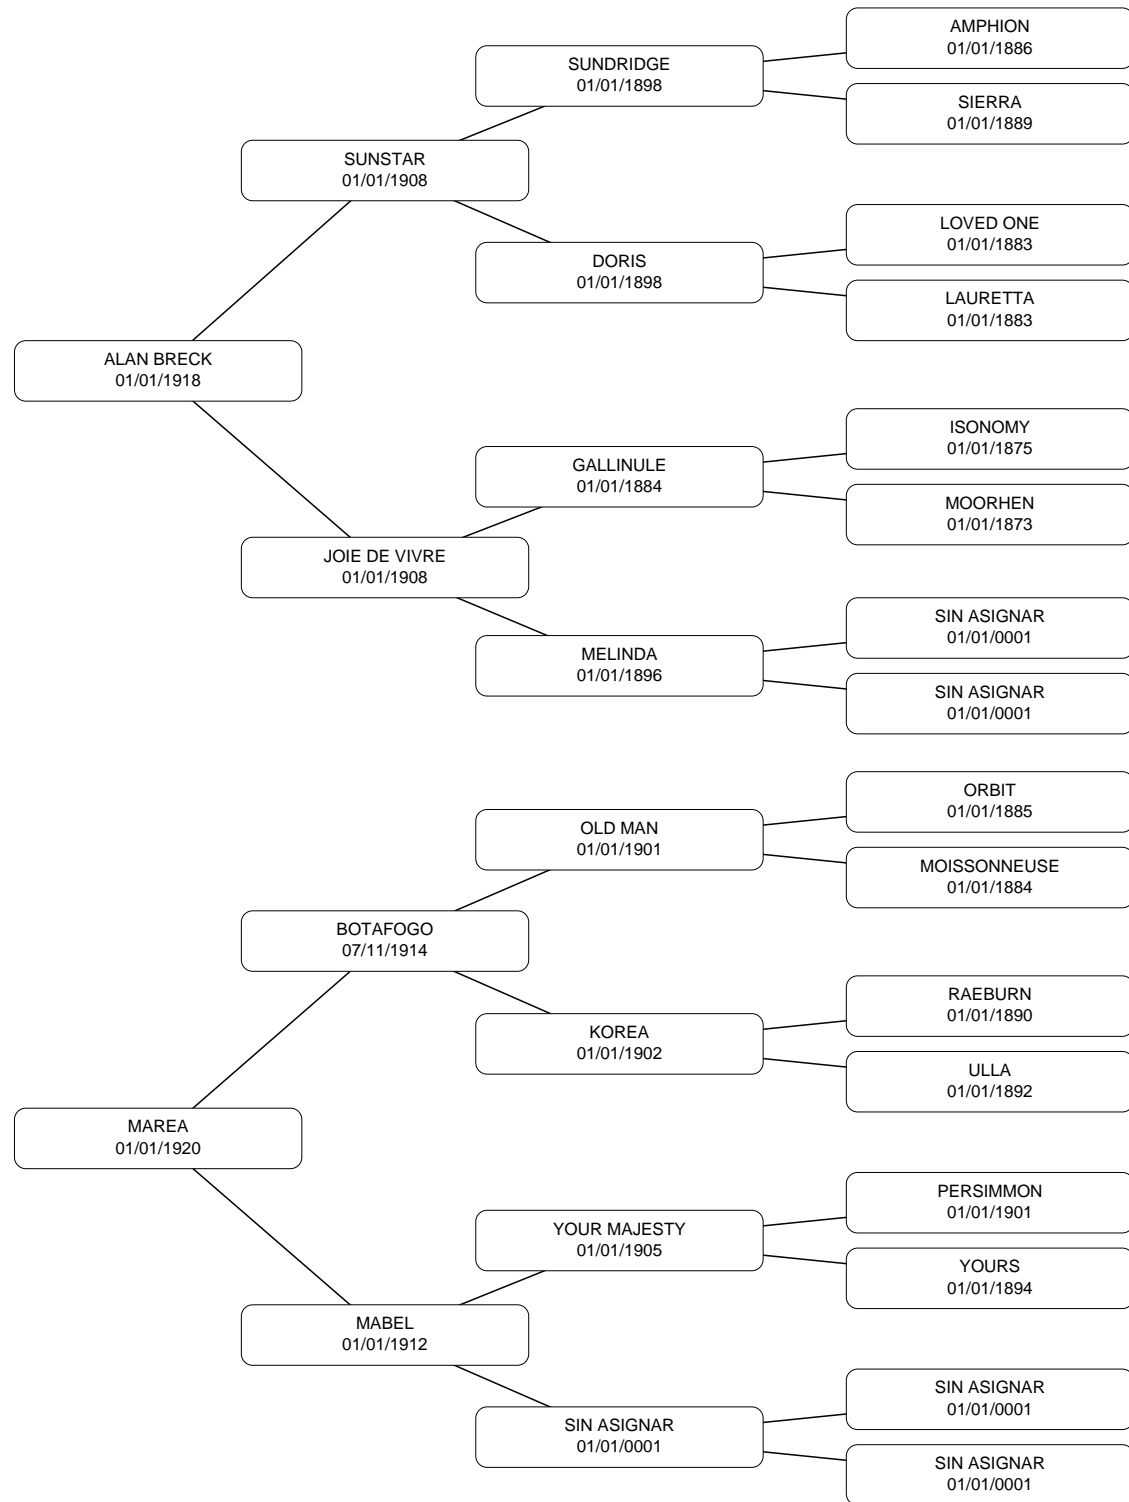 AMPHION
01/01/1886
SUNDRIDGE
01/01/1898
SIERRA
01/01/1889
SUNSTAR
01/01/1908
LOVED ONE
01/01/1883
DORIS
01/01/1898
LAURETTA
01/01/1883
ALAN BRECK
01/01/1918
ISONOMY
01/01/1875
GALLINULE
01/01/1884
MOORHEN
01/01/1873
JOIE DE VIVRE
01/01/1908
SIN ASIGNAR
01/01/0001
MELINDA
01/01/1896
SIN ASIGNAR
01/01/0001
ORBIT
01/01/1885
OLD MAN
01/01/1901
MOISSONNEUSE
01/01/1884
BOTAFOGO
07/11/1914
RAEBURN
01/01/1890
KOREA
01/01/1902
ULLA
01/01/1892
MAREA
01/01/1920
PERSIMMON
01/01/1901
YOUR MAJESTY
01/01/1905
YOURS
01/01/1894
MABEL
01/01/1912
SIN ASIGNAR
01/01/0001
SIN ASIGNAR
01/01/0001
SIN ASIGNAR
01/01/0001